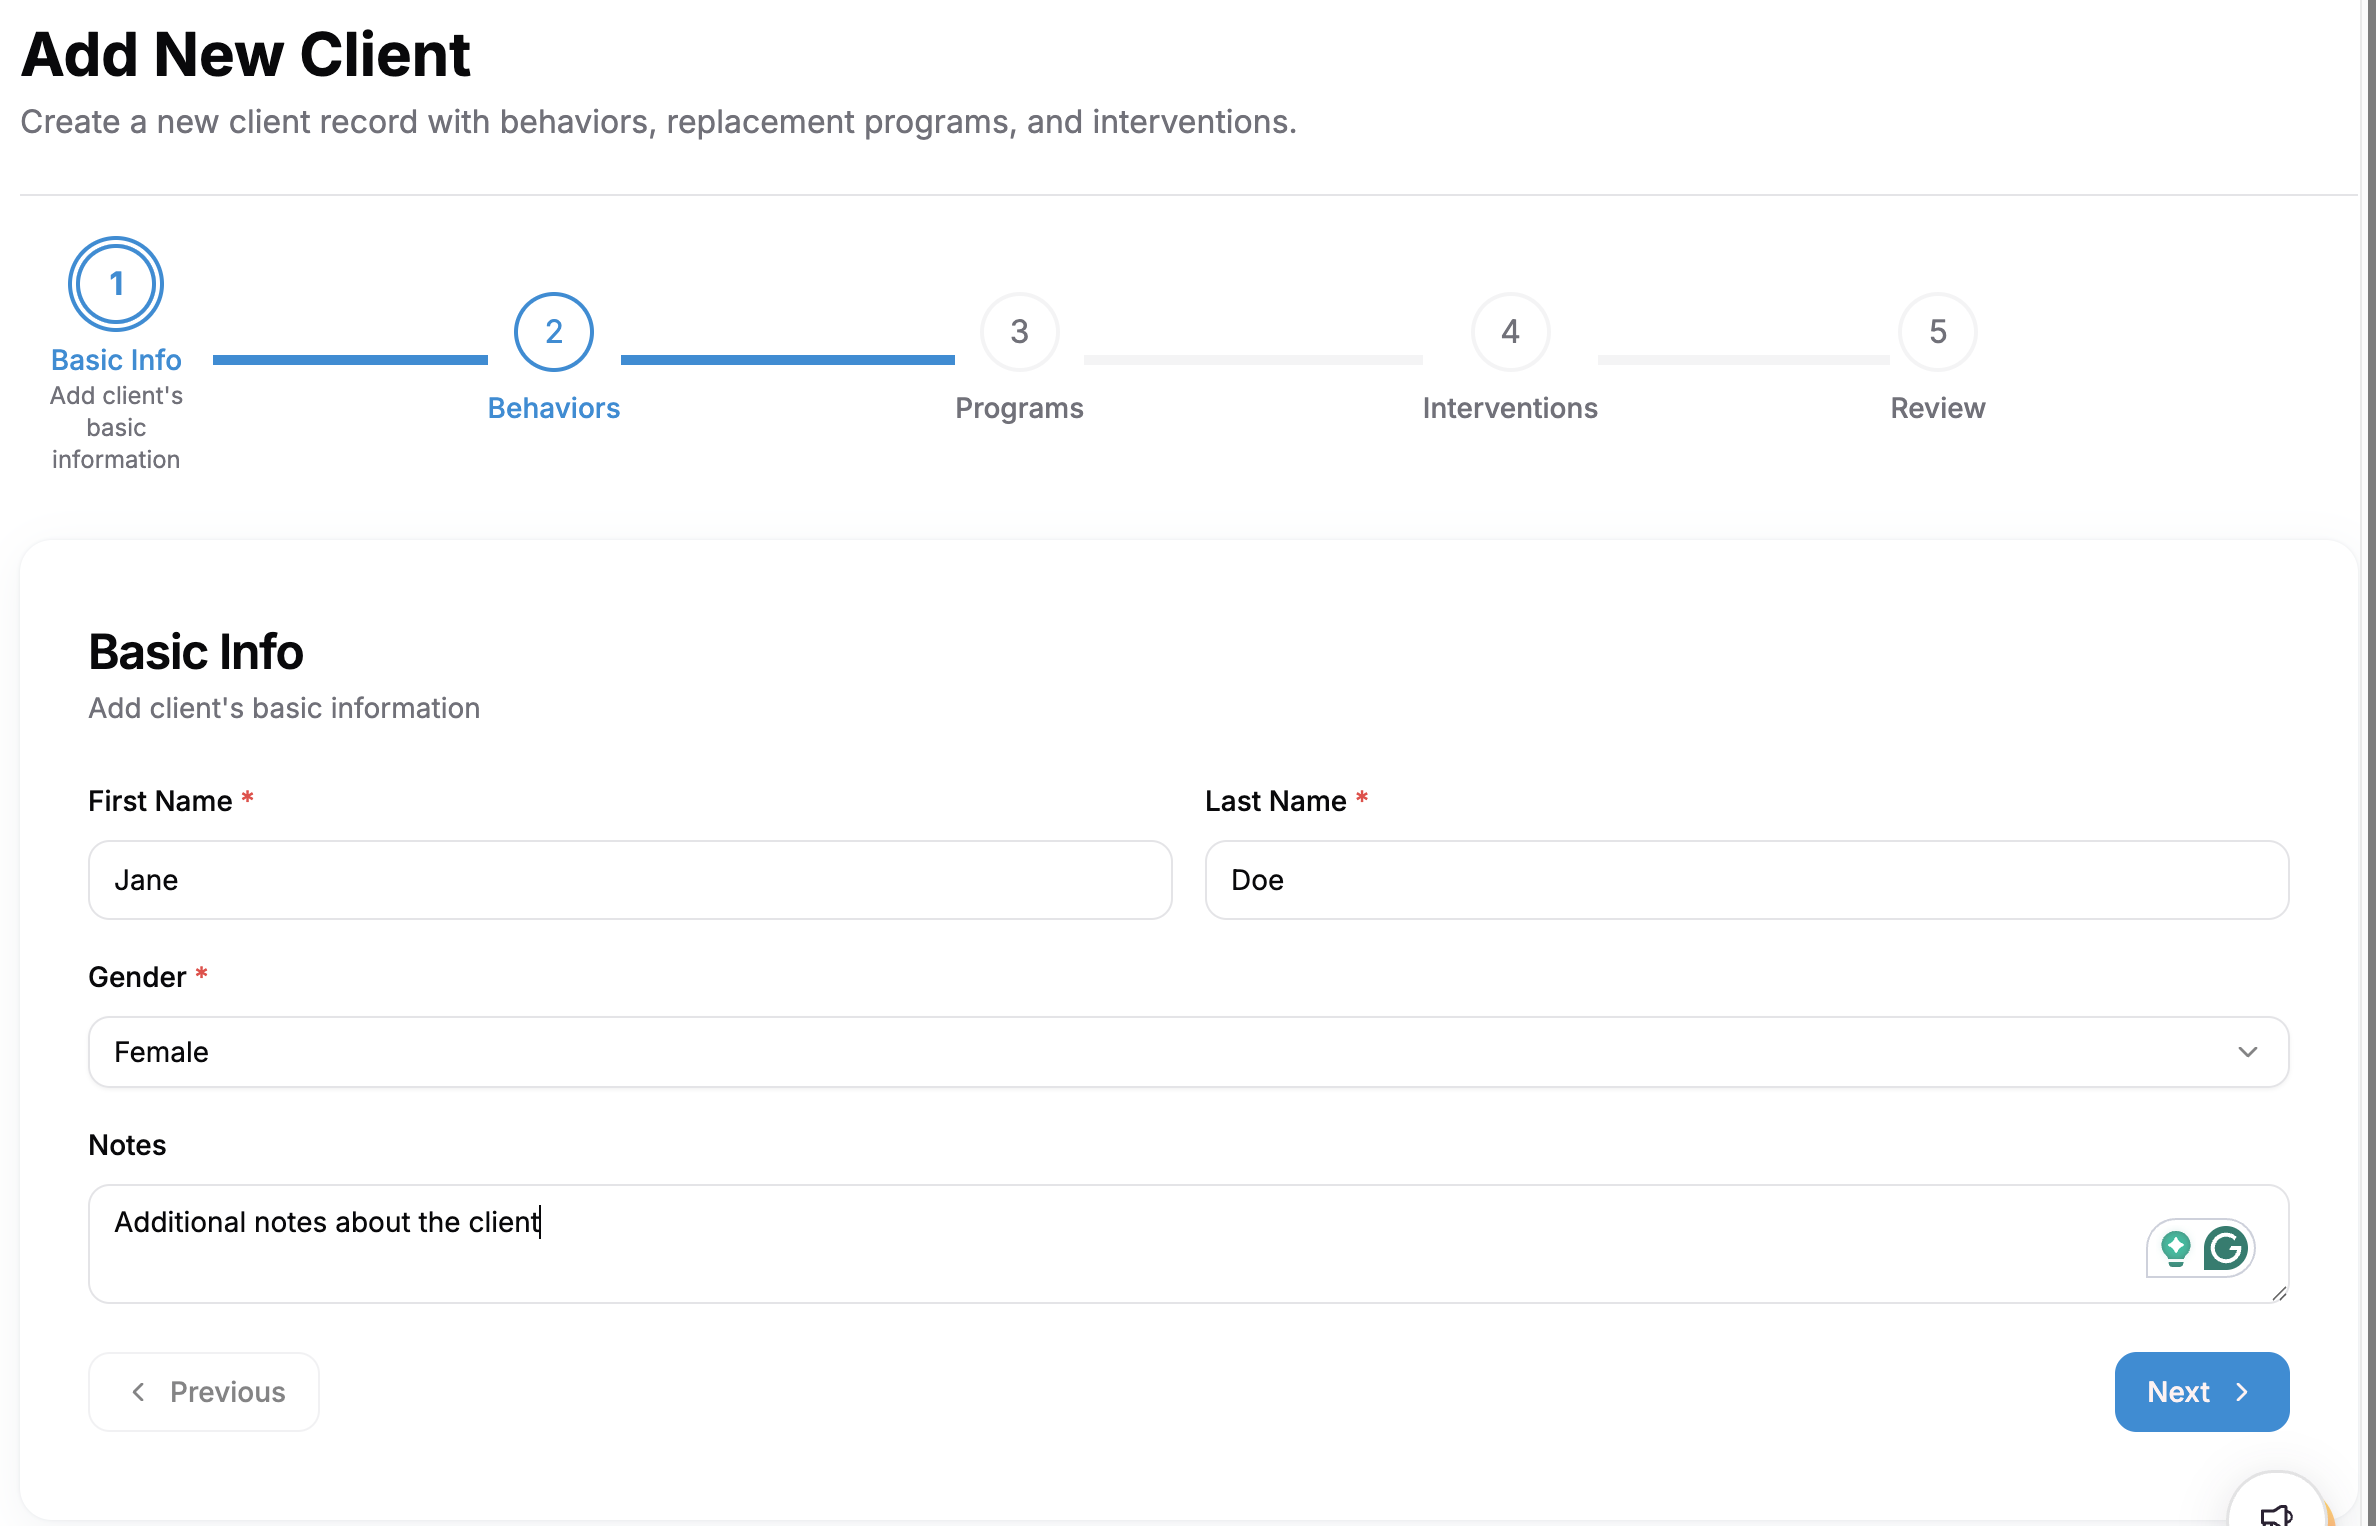 Add New Client
Create a new client record with behaviors, replacement programs, and interventions.
1
Basic Info
Add client's
basic
information
2
Behaviors
3
Programs
4
Interventions
5
Review
Basic Info
Add client's basic information
First Name *
Last Name *
Jane
Doe
Gender *
Female
Notes
Additional notes about the client
Previous
Next